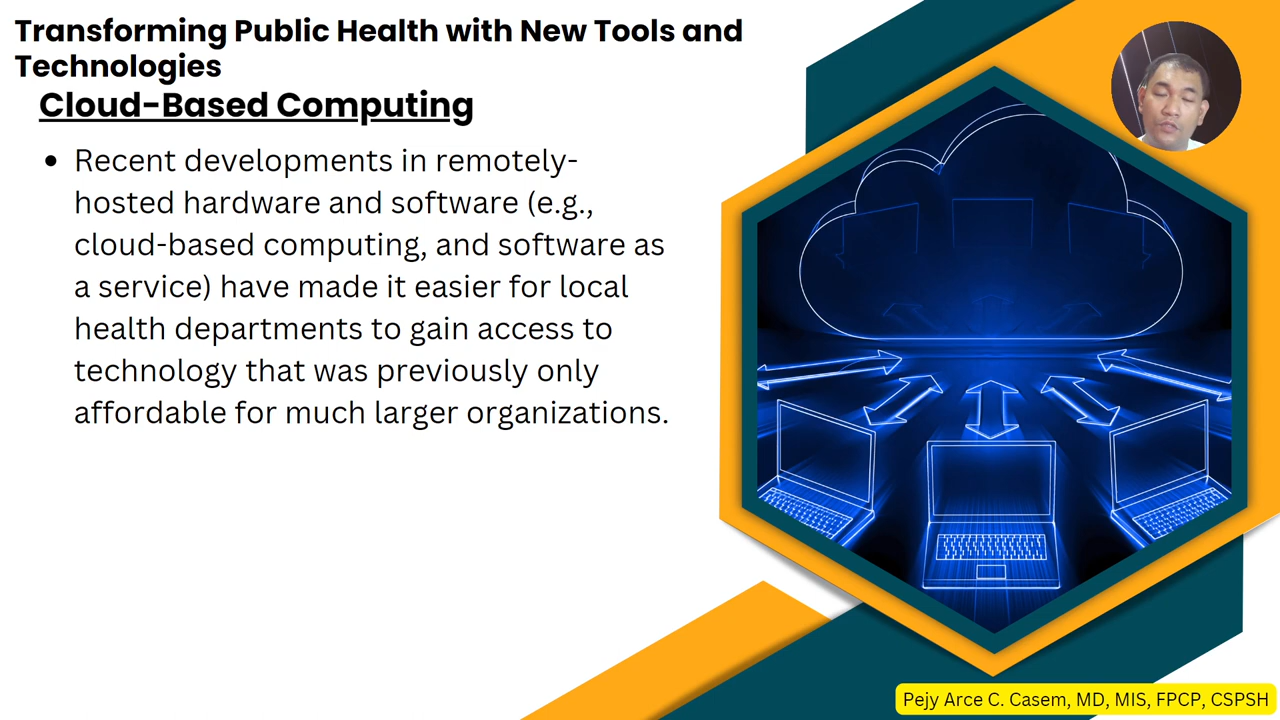 Transforming Public Health with New Tools and
Technologies
Cloud-Based Computing
• Recent developments in remotely-
hosted hardware and software (e.g.,
cloud-based computing, and software as
a service) have made it easier for local
health departments to gain access to
technology that was previously only
affordable for much larger organizations.
Pejy Arce C. Casem, MD, MIS, FPCP, CSPSH